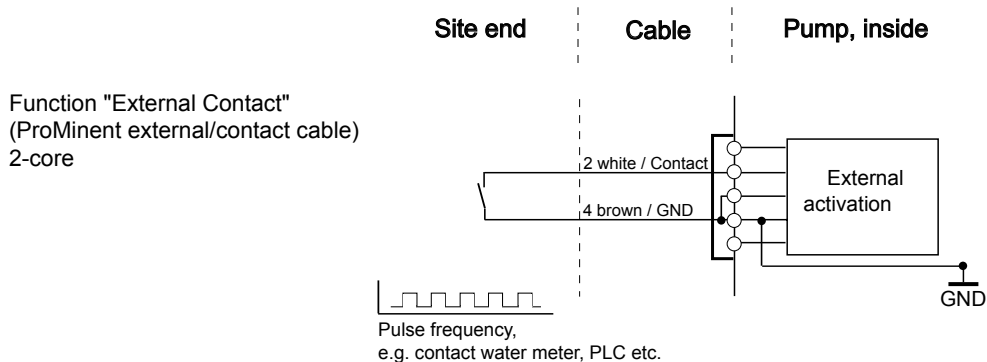 Site end
Cable
Pump, inside
Function "External Contact"
(ProMinent external/contact cable)
2-core
2 white / Contact
4 brown / GND
External
activation
GND
Pulse frequency,
e.g. contact water meter, PLC etc.